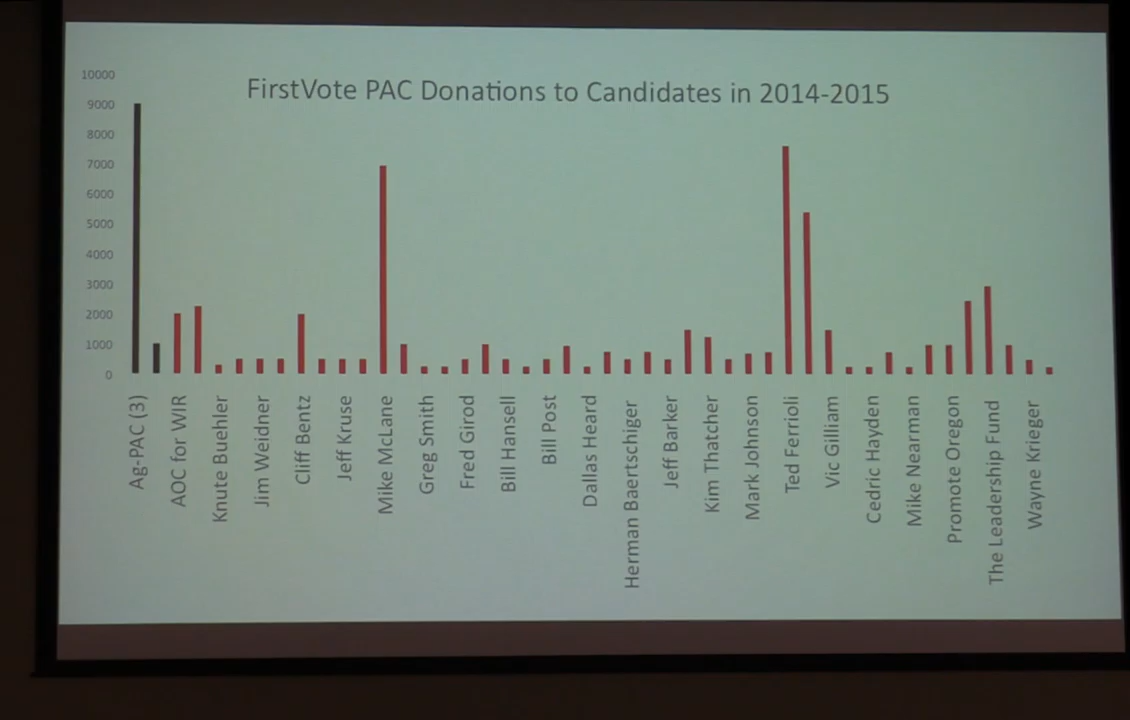 FirstVote PAC Donations to Candidates in 2014-2015
10000
9000
8000
7000
6000
5000
4000
3000
2000
1000
0
Ag-PAC (3)
AOC for WIR
Knute Buehler
Jim Weidner
Cliff Bentz
Jeff Kruse
Mike McLane
Greg Smith
Fred Girod
Bill Hansell
Bill Post
Dallas Heard
Herman Baertschiger
Jeff Barker
Kim Thatcher
Mark Johnson
Ted Ferrioli
Vic Gilliam
Cedric Hayden
Mike Nearman
Promote Oregon
The Leadership Fund
Wayne Krieger